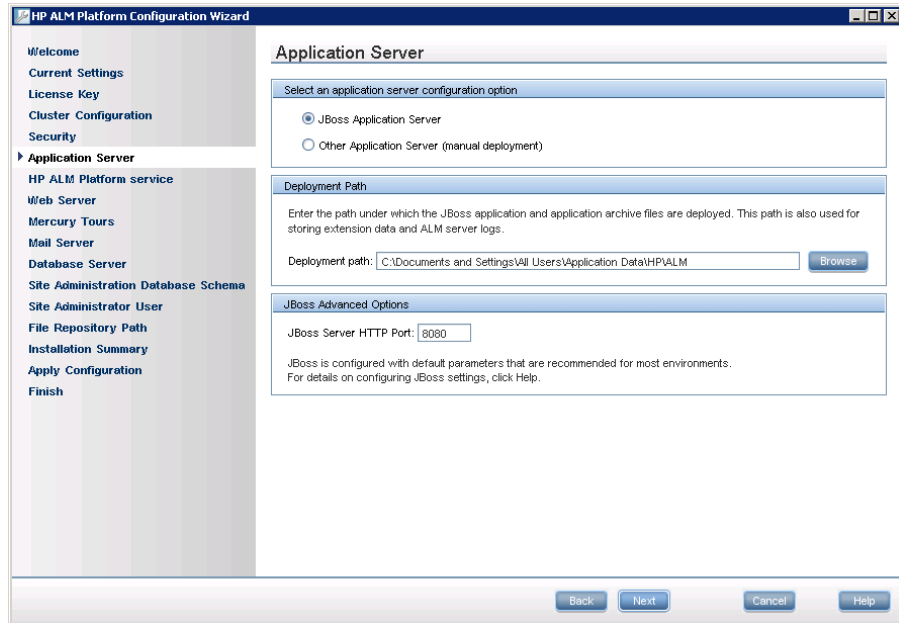 HP ALM Platform Configuration Wizard
Welcome
Current Settings
License Key
Cluster Configuration
Security
Application Server
HP ALM Platform service
Web Server
Mercury Tours
Mail Server
Database Server
Site Administration Database Schema
Site Administrator User
File Repository Path
Installation Summary
Apply Configuration
Finish
Application Server
Select an application server configuration option
JBoss Application Server
Other Application Server (manual deployment)
Deployment Path
Enter the path under which the JBoss application and application archive files are deployed. This path is also used for
storing extension data and ALM server logs.
Deployment path: C:\Documents and Settings\All Users\Application Data\HP\ALM Browse
JBoss Advanced Options
JBoss Server HTTP Port: 8080
JBoss is configured with default parameters that are recommended for most environments.
For details on configuring JBoss settings, click Help.
Back Next Cancel Help